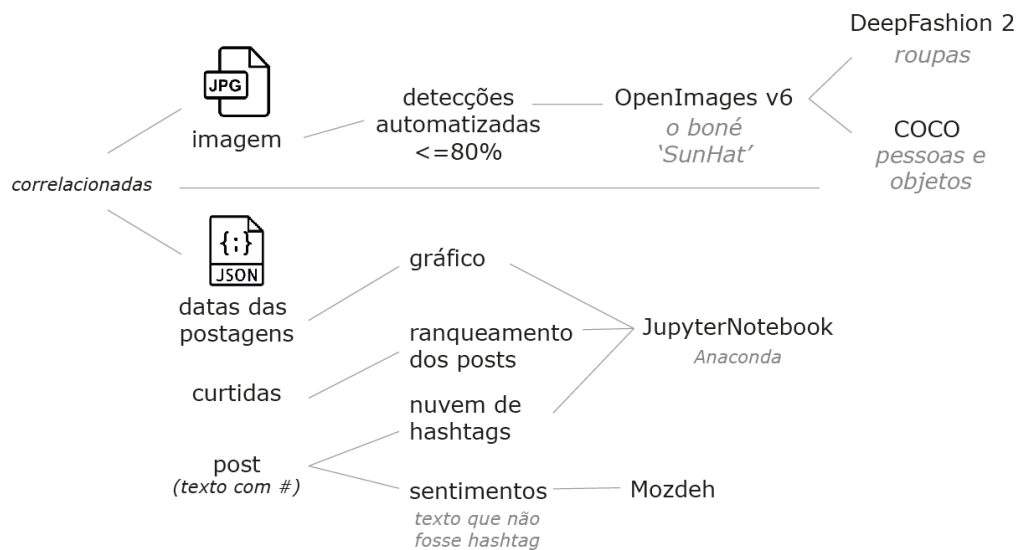 DeepFashion 2
roupas
JPG
imagem
detecções
automatizadas
<=80%
OpenImages v6
o boné
‘SunHat’
COCO
pessoas e
objetos
correlacionadas
{;}
JSON
datas das
postagens
gráfico
ranqueamento
dos posts
JupyterNotebook
Anaconda
curtidas
nuvem de
hashtags
post
(texto com #)
sentimentos
texto que não
fosse hashtag
Mozdeh